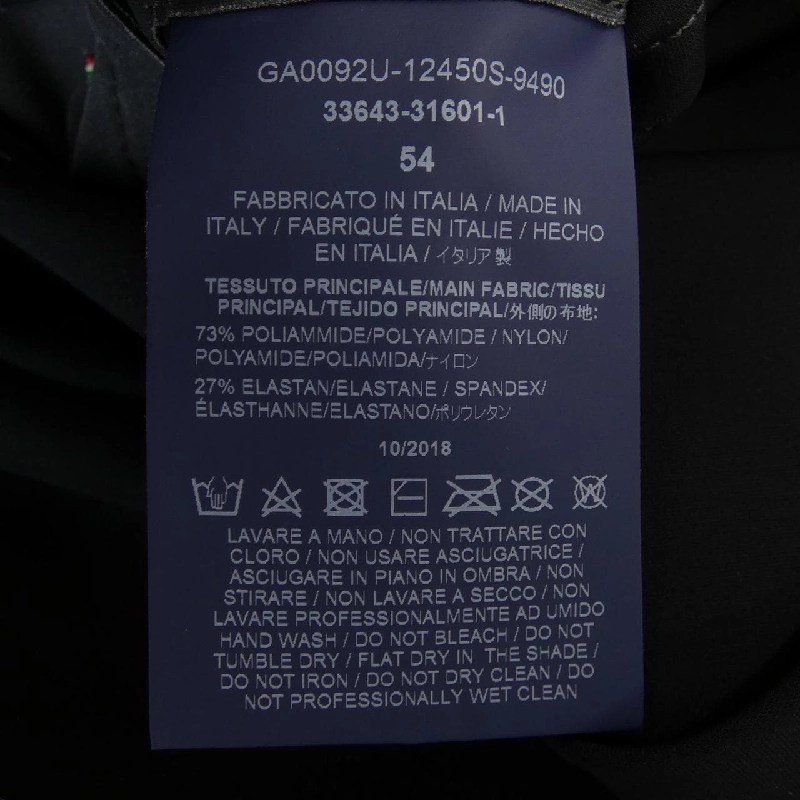 GA0092U-12450S-9490
33643-31601-1
54
FABBRICATO IN ITALIA / MADE IN
ITALY / FABRIQUÉ EN ITALIE / HECHO
EN ITALIA / イタリア製
TESSUTO PRINCIPALE/MAIN FABRIC/TISSU
PRINCIPAL/TEJIDO PRINCIPAL/外側の布地:
73% POLIAMMIDE/POLYAMIDE / NYLON/
POLYAMIDE/POLIAMIDA/ナイロン
27% ELASTAN/ELASTANE / SPANDEX/
ÉLASTHANNE/ELASTANO/ポリウレタン
10/2018
W
LAVARE A MANO / NON TRATTARE CON
CLORO / NON USARE ASCIUGATRICE /
ASCIUGARE IN PIANO IN OMBRA / NON
STIRARE / NON LAVARE A SECCO / NON
LAVARE PROFESSIONALMENTE AD UMIDO
HAND WASH / DO NOT BLEACH / DO NOT
TUMBLE DRY / FLAT DRY IN THE SHADE /
DO NOT IRON / DO NOT DRY CLEAN / DO
NOT PROFESSIONALLY WET CLEAN